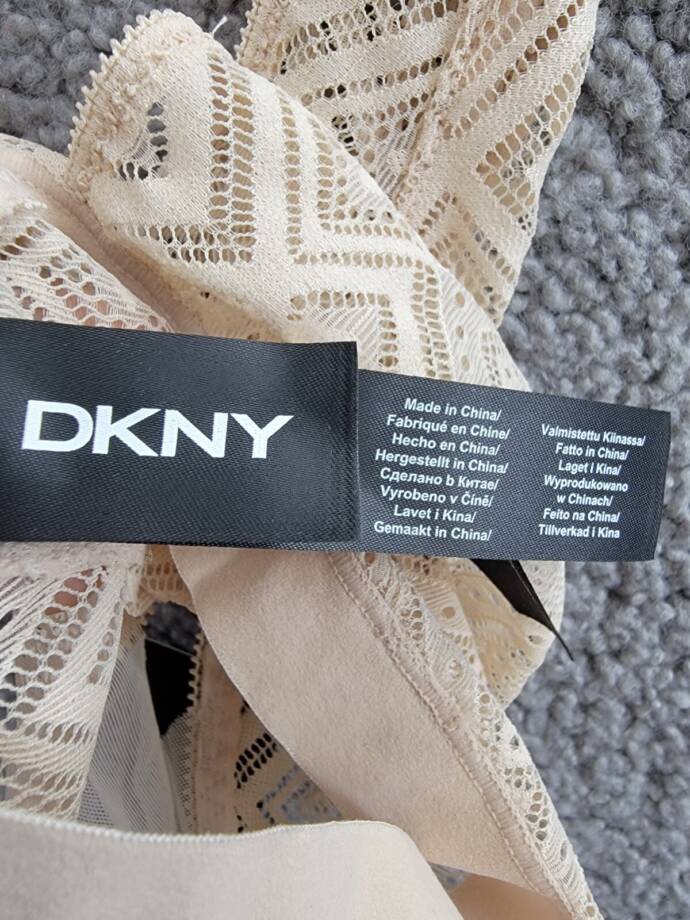 DKNY
Made in China/
Fabriqué en Chine/
Hecho en China/
Hergestellt in China/
Сделано b Китае/
Vyrobeno v Číně/
Lavet i Kina/
Gemaakt in China/
Valmistettu Kiinassa/
Fatto in China/
Laget i Kina/
Wyprodukowano
w Chinach/
Feito na China/
Tillverkad i Kina